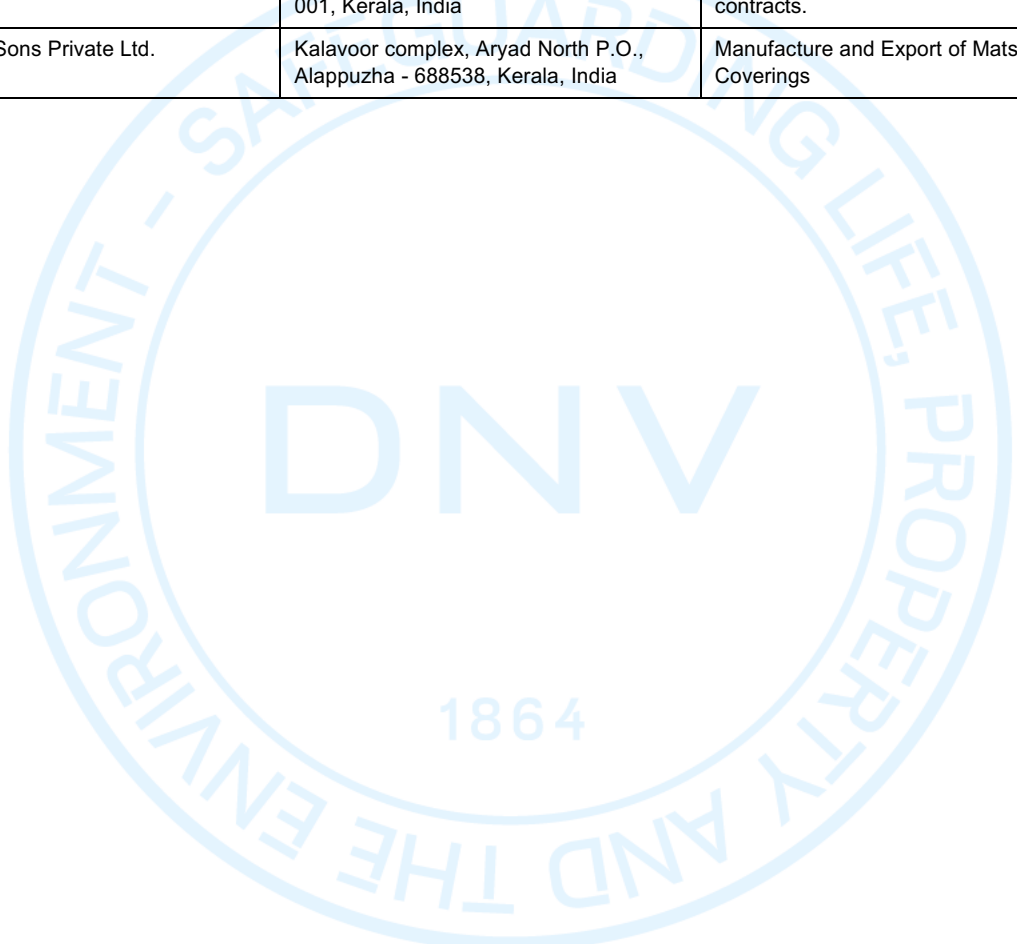 001, Kerala, India
contracts.
Sons Private Ltd.
Kalavoor complex, Aryad North P.O.,
Alappuzha - 688538, Kerala, India
Manufacture and Export of Mats
Coverings
SAFEGUARDING LIFE, PROPERTY AND THE ENVIRONMENT -
DNV
1864